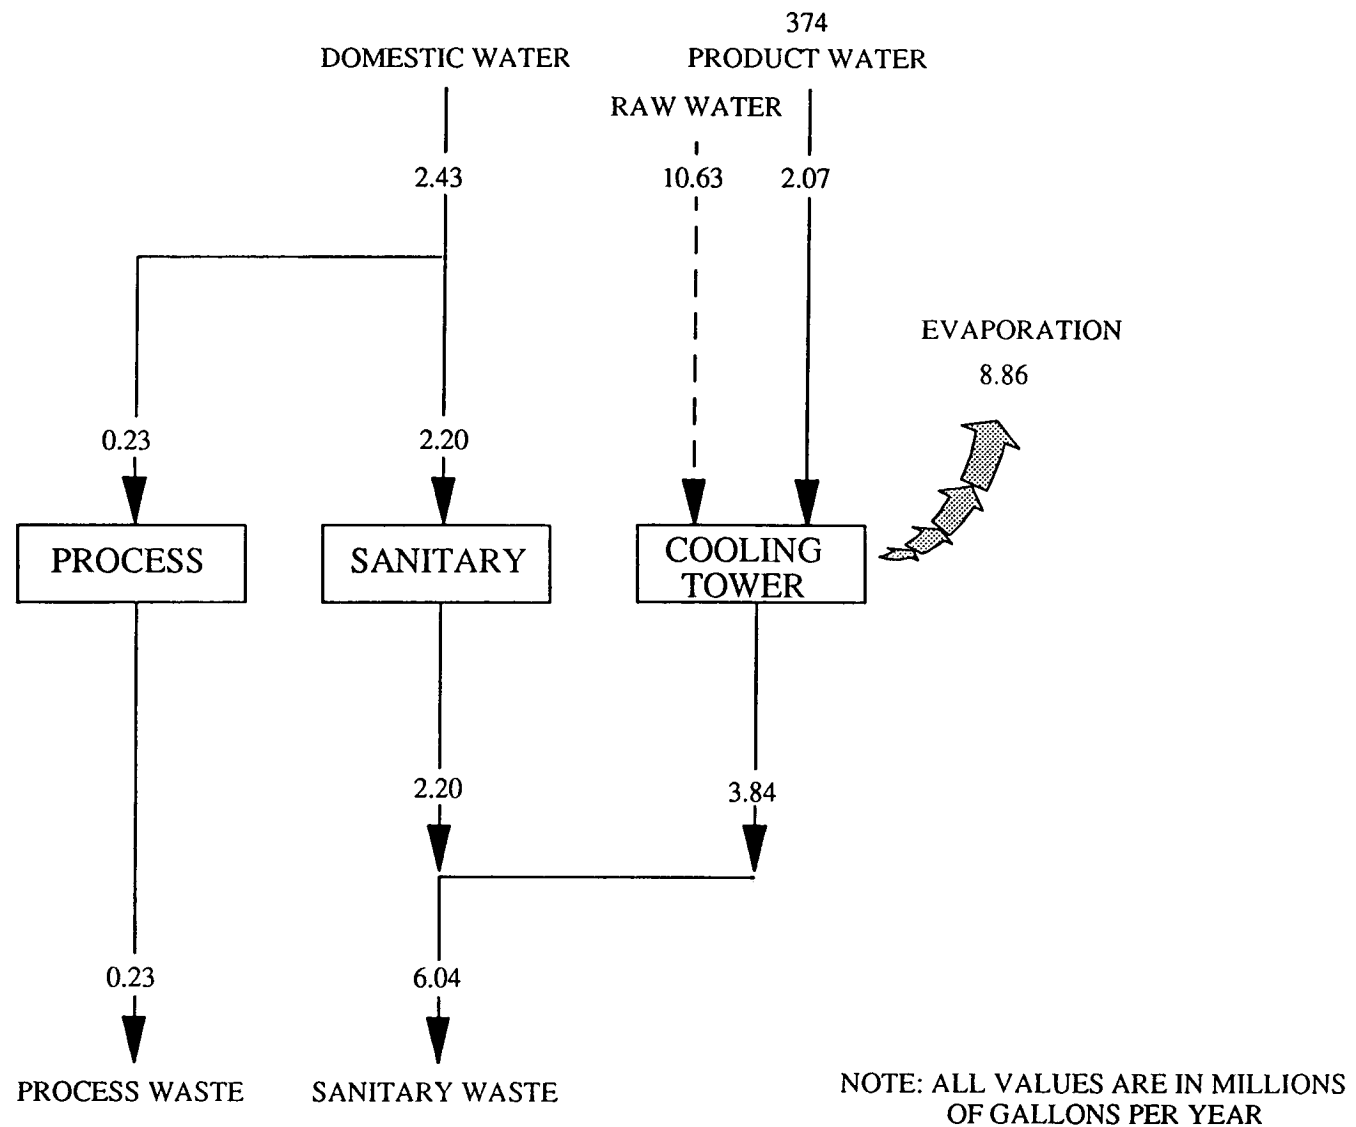 374
DOMESTIC WATER
PRODUCT WATER
RAW WATER
2.43
10.63
2.07
EVAPORATION
8.86
0.23
2.20
PROCESS
SANITARY
COOLING
TOWER
2.20
3.84
0.23
6.04
PROCESS WASTE
SANITARY WASTE
NOTE: ALL VALUES ARE IN MILLIONS
OF GALLONS PER YEAR